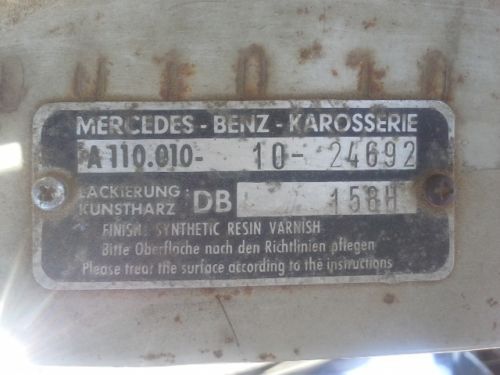 MERCEDES - BENZ - KAROSSERIE
A 110.010- 10- 24692
LACKIERUNG :
KUNSTHARZ DB 158H
FINISH: SYNTHETIC RESIN VARNISH
Bitte Oberfläche nach den Richtlinien pflegen
Please treat the surface according to the instructions